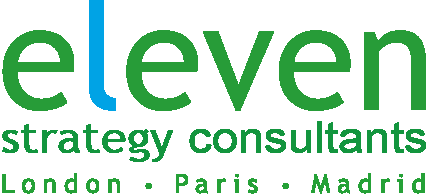 eleven
strategy consultants
London • Paris • Madrid